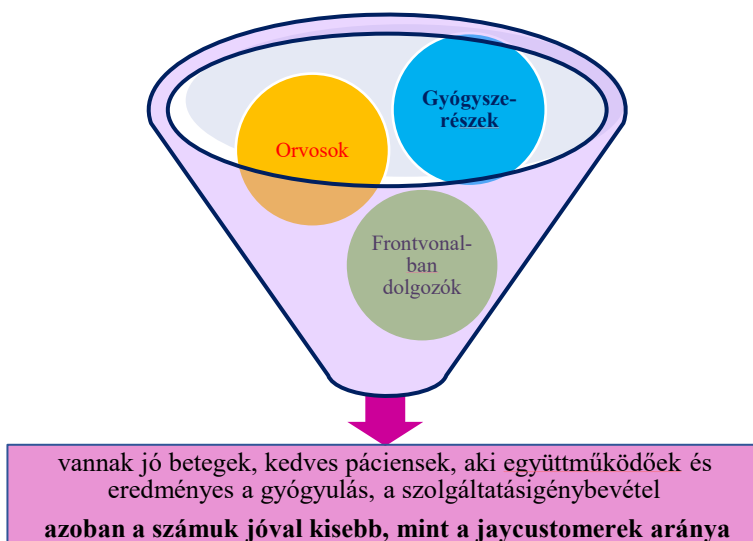 Gyógysze-
részek
Orvosok
Frontvonal-
ban
dolgozók
vannak jó betegek, kedves páciensek, aki együttműködőek és
eredményes a gyógyulás, a szolgáltatásigénybevétel
azoban a számuk jóval kisebb, mint a jaycustomerek aránya